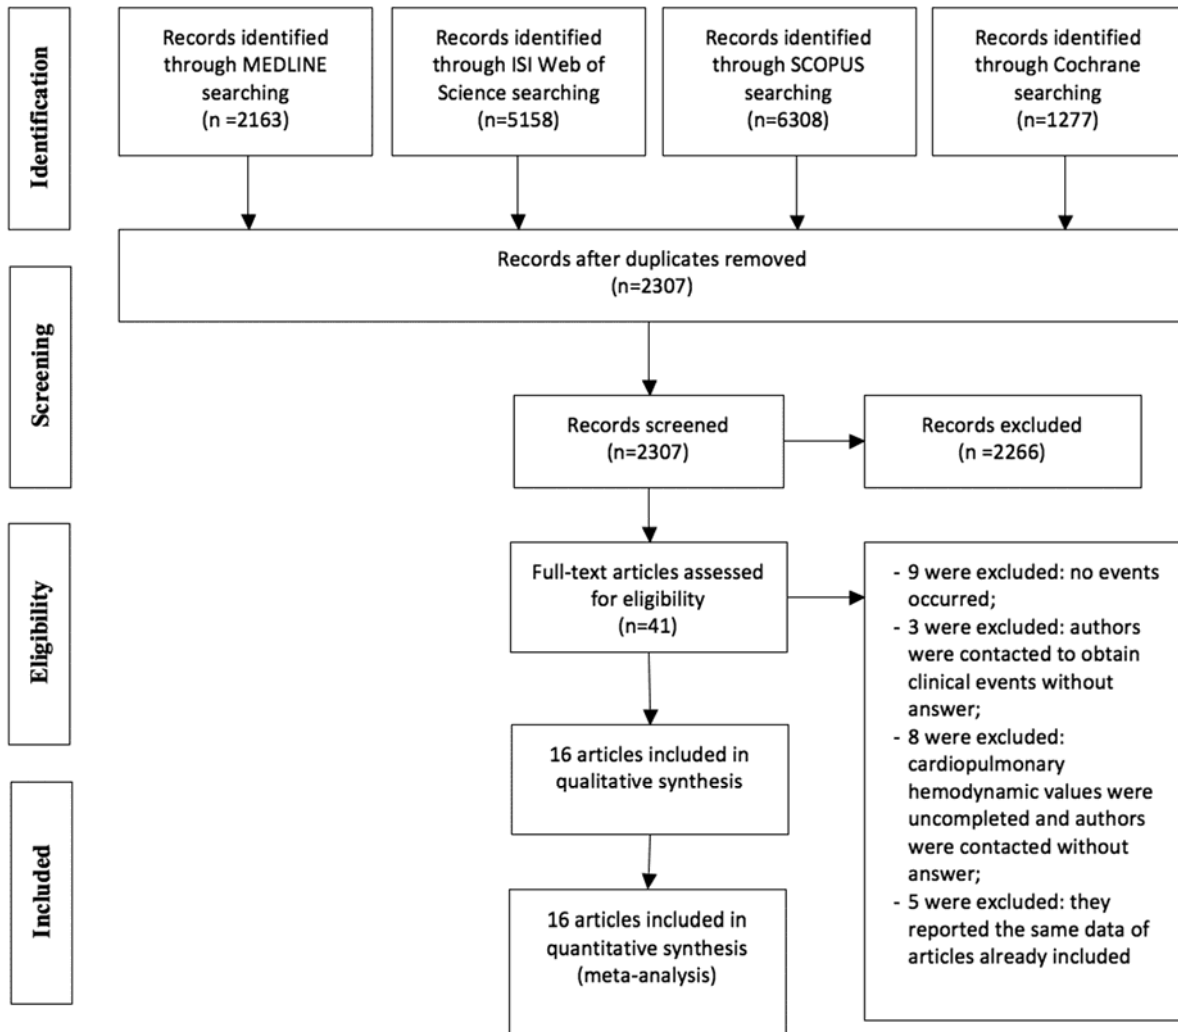 Identification
Records identified
through MEDLINE
searching
(n =2163)
Records identified
through ISI Web of
Science searching
(n=5158)
Records identified
through SCOPUS
searching
(n=6308)
Records identified
through Cochrane
searching
(n=1277)
Records after duplicates removed
(n=2307)
Screening
Records screened
(n=2307)
Records excluded
(n =2266)
Eligibility
Full-text articles assessed
for eligibility
(n=41)
- 9 were excluded: no events
occurred;
- 3 were excluded: authors
were contacted to obtain
clinical events without
answer;
- 8 were excluded:
cardiopulmonary
hemodynamic values were
uncompleted and authors
were contacted without
answer;
- 5 were excluded: they
reported the same data of
articles already included
16 articles included in
qualitative synthesis
Included
16 articles included in
quantitative synthesis
(meta-analysis)